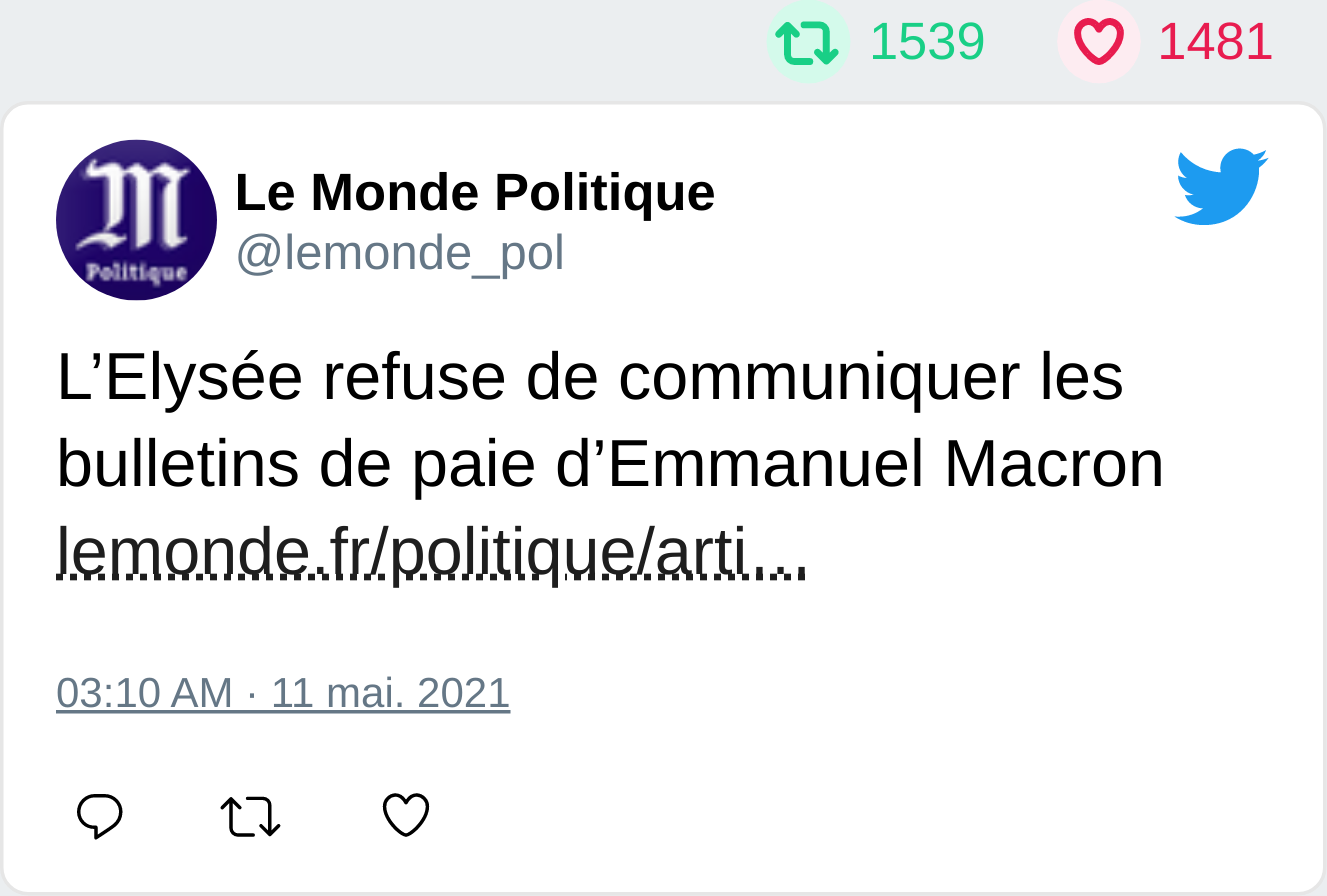 1539 1481
M
Politique
Le Monde Politique
@lemonde_pol
L’Elysée refuse de communiquer les
bulletins de paie d’Emmanuel Macron
lemonde.fr/politique/arti…
03:10 AM · 11 mai. 2021